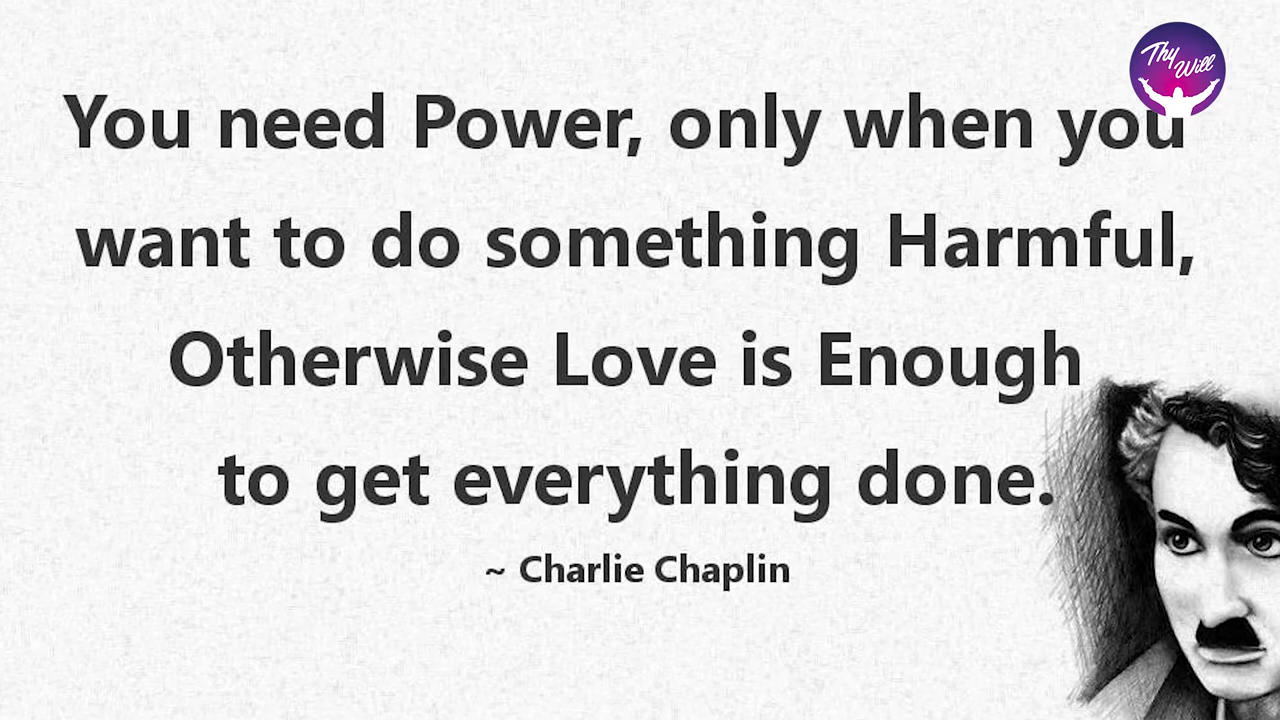 Thy Will
You need Power, only when you
want to do something Harmful,
Otherwise Love is Enough
to get everything done.
~ Charlie Chaplin